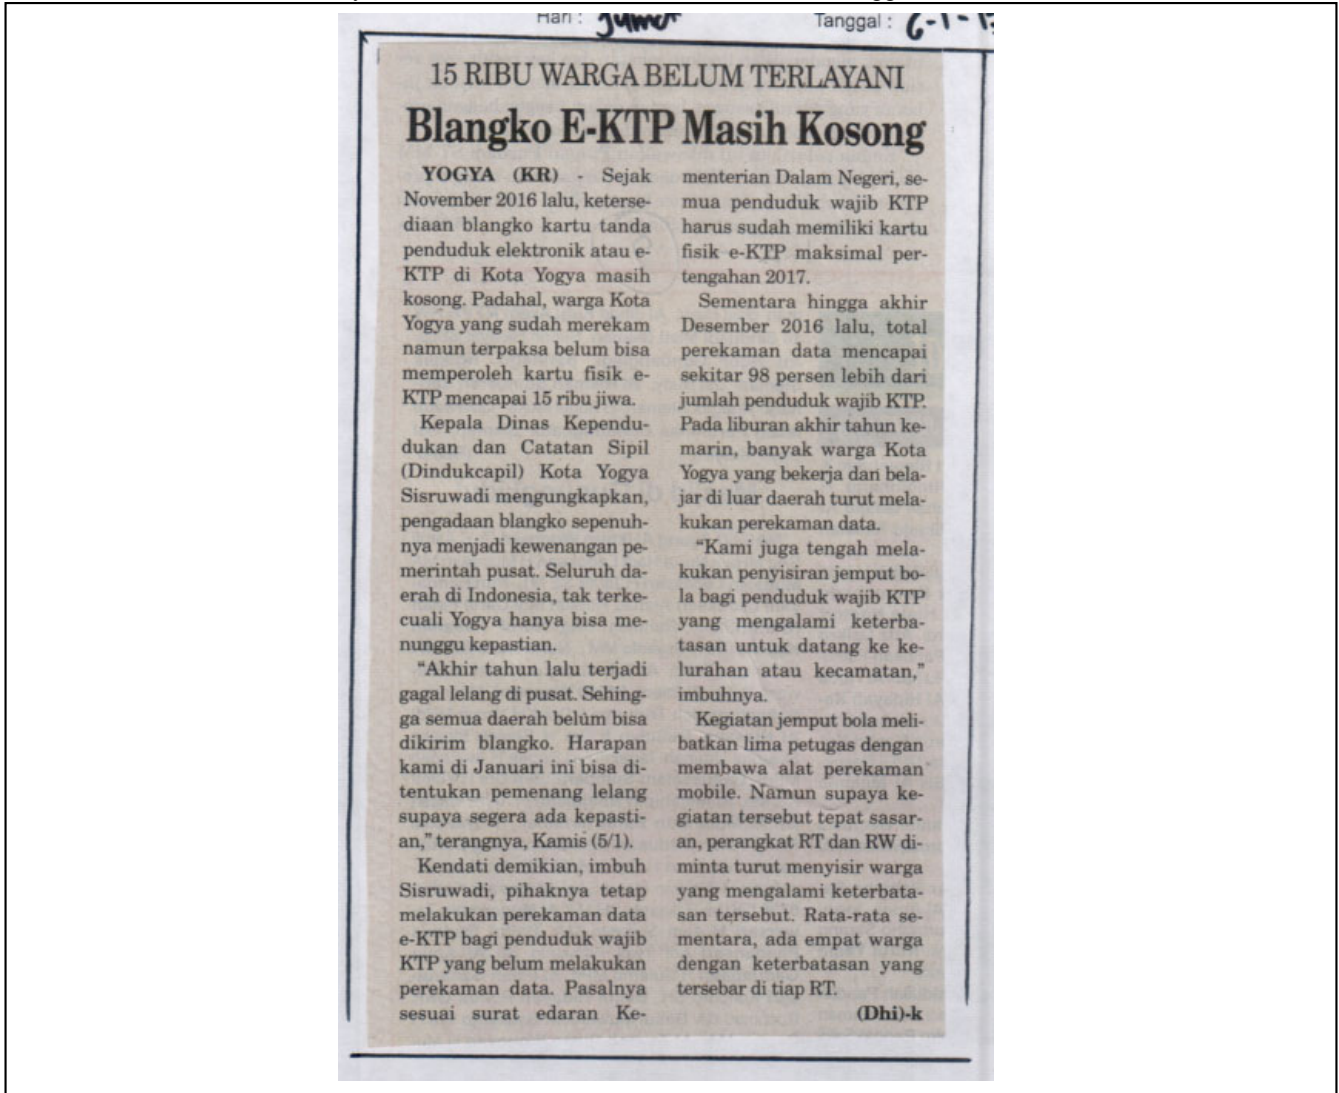 Hari : Jumat Tanggal : 6-1-17
15 RIBU WARGA BELUM TERLAYANI
Blangko E-KTP Masih Kosong
YOGYA (KR) - Sejak
November 2016 lalu, keterse-
diaan blangko kartu tanda
penduduk elektronik atau e-
KTP di Kota Yogya masih
kosong. Padahal, warga Kota
Yogya yang sudah merekam
namun terpaksa belum bisa
memperoleh kartu fisik e-
KTP mencapai 15 ribu jiwa.
Kepala Dinas Kependu-
dukan dan Catatan Sipil
(Dindukcapil) Kota Yogya
Sisruwadi mengungkapkan,
pengadaan blangko sepenuh-
nya menjadi kewenangan pe-
merintah pusat. Seluruh da-
erah di Indonesia, tak terke-
cuali Yogya hanya bisa me-
nunggu kepastian.
“Akhir tahun lalu terjadi
gagal lelang di pusat. Sehing-
ga semua daerah belum bisa
dikirim blangko. Harapan
kami di Januari ini bisa di-
tentukan pemenang lelang
supaya segera ada kepasti-
an,” terangnya, Kamis (5/1).
Kendati demikian, imbuh
Sisruwadi, pihaknya tetap
melakukan perekaman data
e-KTP bagi penduduk wajib
KTP yang belum melakukan
perekaman data. Pasalnya
sesuai surat edaran Ke-
menterian Dalam Negeri, se-
mua penduduk wajib KTP
harus sudah memiliki kartu
fisik e-KTP maksimal per-
tengahan 2017.
Sementara hingga akhir
Desember 2016 lalu, total
perekaman data mencapai
sekitar 98 persen lebih dari
jumlah penduduk wajib KTP.
Pada liburan akhir tahun ke-
marin, banyak warga Kota
Yogya yang bekerja dan bela-
jar di luar daerah turut mela-
kukan perekaman data.
“Kami juga tengah mela-
kukan penyisiran jemput bo-
la bagi penduduk wajib KTP
yang mengalami keterba-
tasan untuk datang ke ke-
lurahan atau kecamatan,”
imbuhnya.
Kegiatan jemput bola meli-
batkan lima petugas dengan
membawa alat perekaman
mobile. Namun supaya ke-
giatan tersebut tepat sasar-
an, perangkat RT dan RW di-
minta turut menyisir warga
yang mengalami keterbata-
san tersebut. Rata-rata se-
mentara, ada empat warga
dengan keterbatasan yang
tersebar di tiap RT.
(Dhi)-k